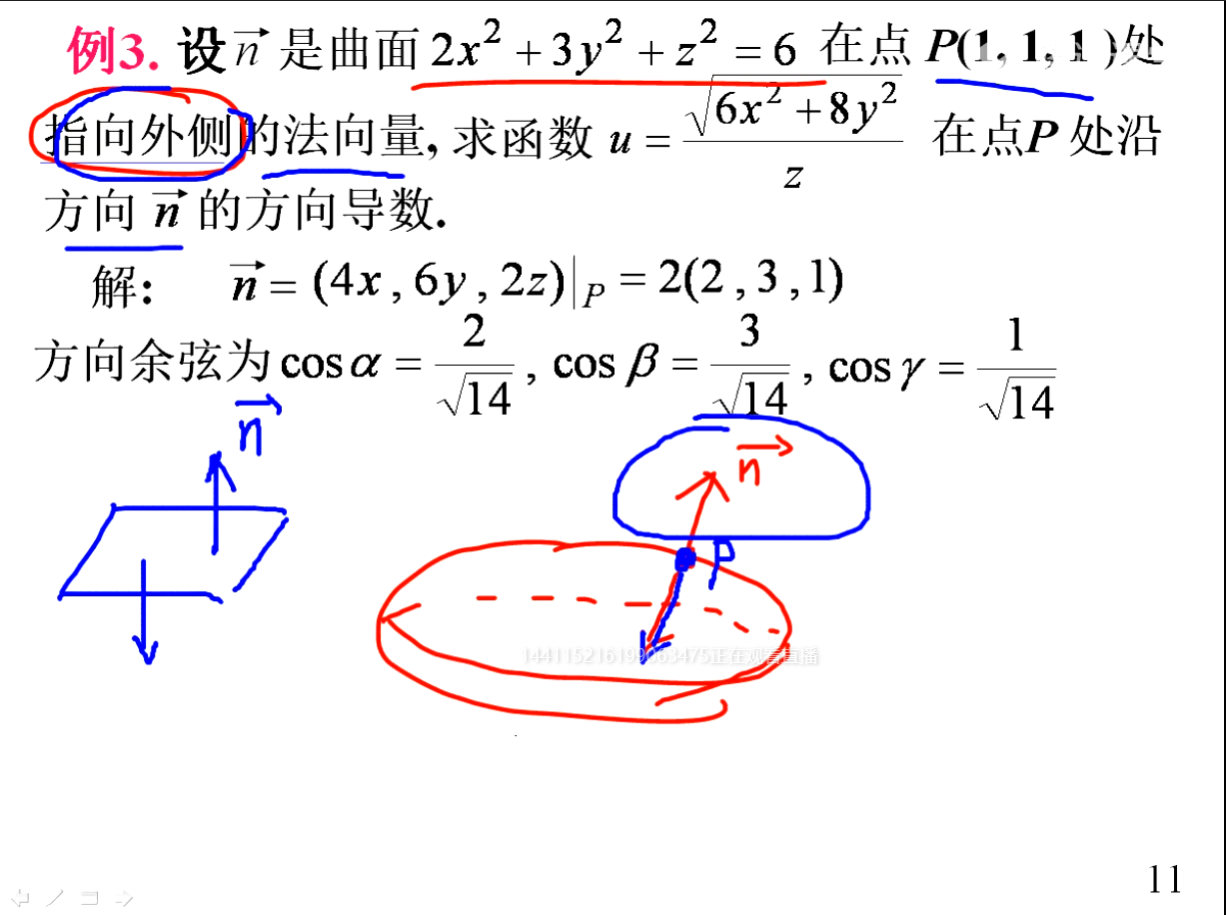 例3. 设 $\vec{n}$ 是曲面 $2x^2 + 3y^2 + z^2 = 6$ 在点 P(1, 1, 1)处
指向外侧的法向量, 求函数 $u = \frac{\sqrt{6x^2 + 8y^2}}{z}$ 在点P 处沿
方向 $\vec{n}$ 的方向导数.
解: $\vec{n} = (4x, 6y, 2z)|_P = 2(2, 3, 1)$
方向余弦为 $\cos\alpha = \frac{2}{\sqrt{14}}, \cos\beta = \frac{3}{\sqrt{14}}, \cos\gamma = \frac{1}{\sqrt{14}}$
$\vec{n}$
$\vec{n}$
P
正在观看直播
11